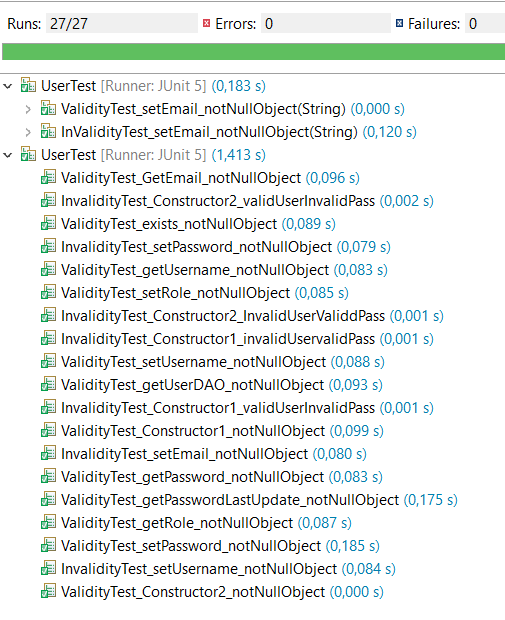 Runs: 27/27 Errors: 0 Failures: 0
UserTest [Runner: JUnit 5] (0,183 s)
ValidityTest_setEmail_notNullObject(String) (0,000 s)
InValidityTest_setEmail_notNullObject(String) (0,120 s)
UserTest [Runner: JUnit 5] (1,413 s)
ValidityTest_GetEmail_notNullObject (0,096 s)
InvalidityTest_Constructor2_validUserInvalidPass (0,002 s)
ValidityTest_exists_notNullObject (0,089 s)
InvalidityTest_setPassword_notNullObject (0,079 s)
ValidityTest_getUsername_notNullObject (0,083 s)
ValidityTest_setRole_notNullObject (0,085 s)
InvalidityTest_Constructor2_InvalidUserValiddPass (0,001 s)
InvalidityTest_Constructor1_invalidUservalidPass (0,001 s)
ValidityTest_setUsername_notNullObject (0,088 s)
ValidityTest_getUserDAO_notNullObject (0,093 s)
InvalidityTest_Constructor1_validUserInvalidPass (0,001 s)
ValidityTest_Constructor1_notNullObject (0,099 s)
InvalidityTest_setEmail_notNullObject (0,080 s)
ValidityTest_getPassword_notNullObject (0,083 s)
ValidityTest_getPasswordLastUpdate_notNullObject (0,175 s)
ValidityTest_getRole_notNullObject (0,087 s)
ValidityTest_setPassword_notNullObject (0,185 s)
InvalidityTest_setUsername_notNullObject (0,084 s)
ValidityTest_Constructor2_notNullObject (0,000 s)